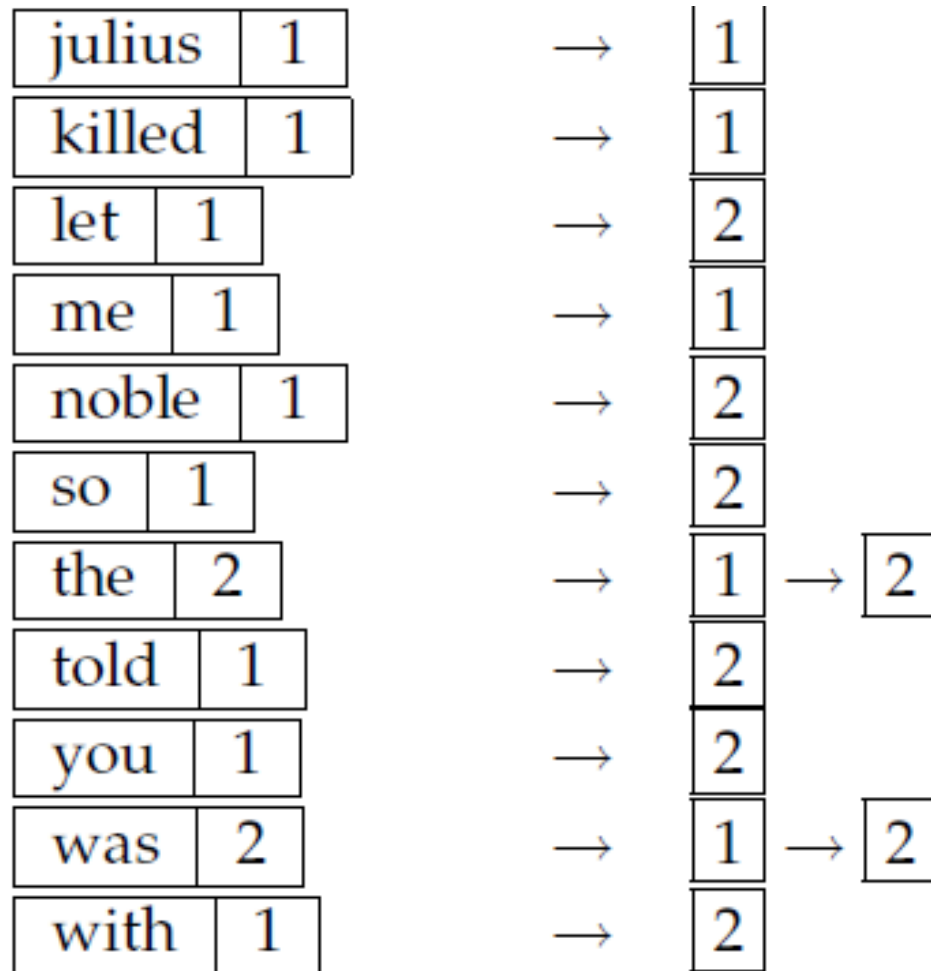 julius 1 → 1
killed 1 → 1
let 1 → 2
me 1 → 1
noble 1 → 2
so 1 → 2
the 2 → 1 → 2
told 1 → 2
you 1 → 2
was 2 → 1 → 2
with 1 → 2